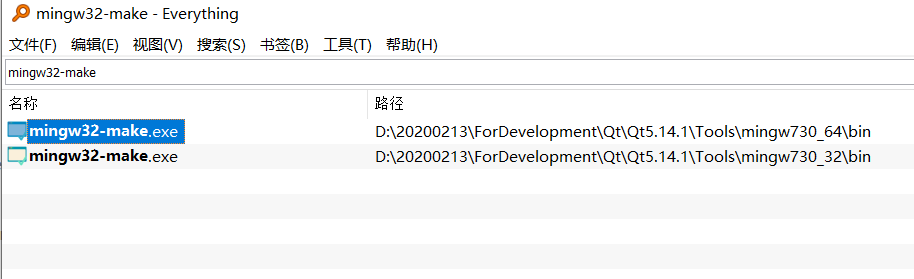 mingw32-make - Everything
文件(F) 编辑(E) 视图(V) 搜索(S) 书签(B) 工具(T) 帮助(H)
mingw32-make
名称 路径
mingw32-make.exe D:\20200213\ForDevelopment\Qt\Qt5.14.1\Tools\mingw730_64\bin
mingw32-make.exe D:\20200213\ForDevelopment\Qt\Qt5.14.1\Tools\mingw730_32\bin